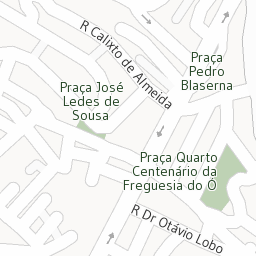 R Calixto de Almeida
Praça
Pedro
Blaserna
Praça José
Ledes de
Sousa
Praça Quarto
Centenário da
Freguesia do Ó
R Dr Otávio Lobo